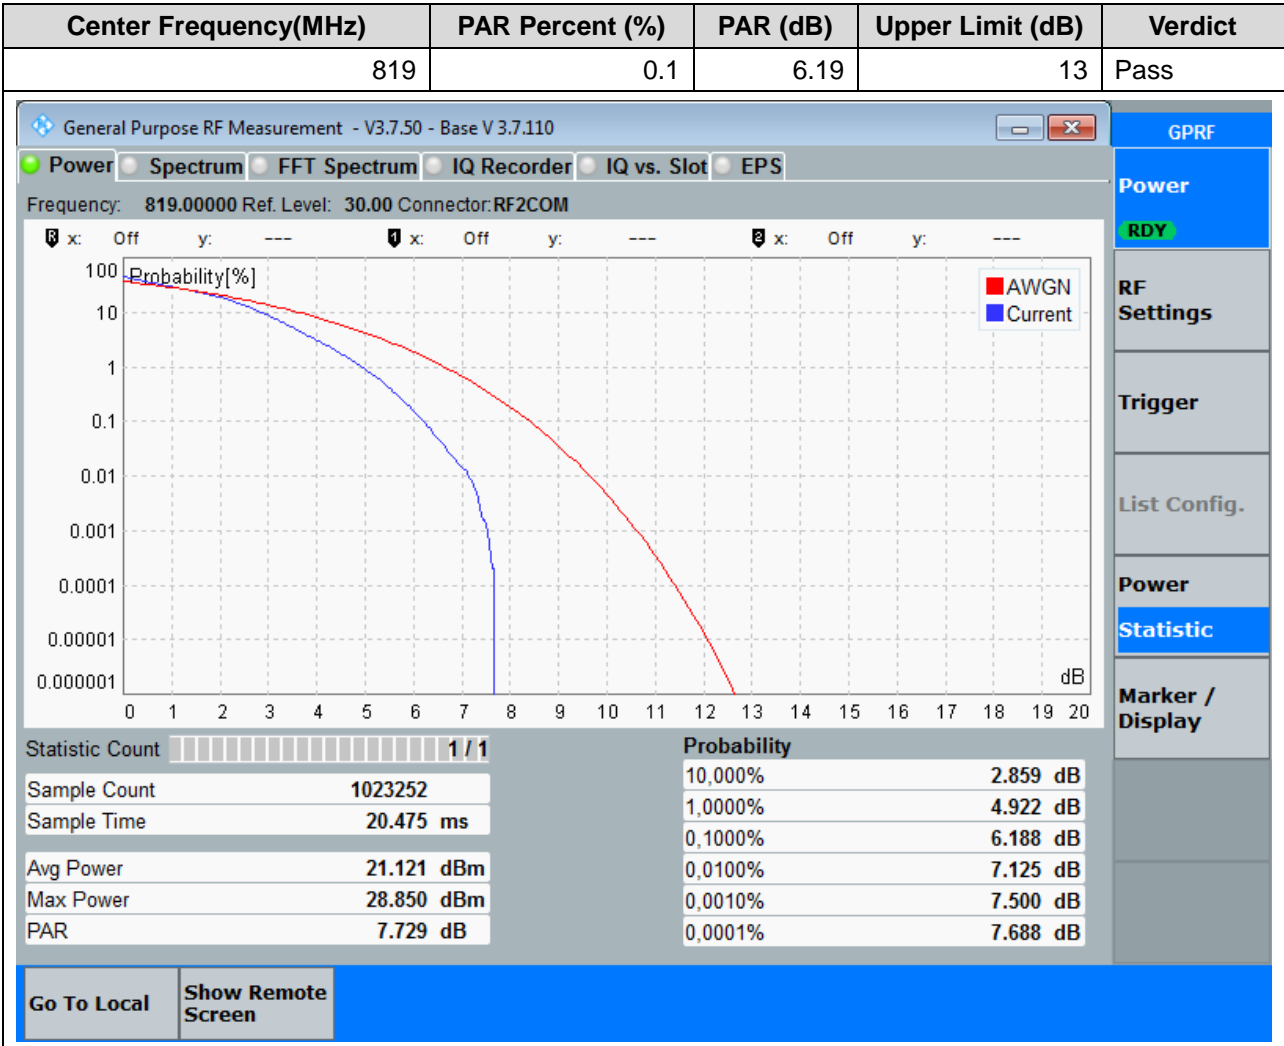 Center Frequency(MHz) PAR Percent (%) PAR (dB) Upper Limit (dB) Verdict
819 0.1 6.19 13 Pass
General Purpose RF Measurement - V3.7.50 - Base V 3.7.110
GPRF
Power Spectrum FFT Spectrum IQ Recorder IQ vs. Slot EPS
Frequency: 819.00000 Ref. Level: 30.00 Connector: RF2COM
R x: Off y: --- 1 x: Off y: --- 2 x: Off y: ---
Probability[%]
AWGN
Current
100
10
1
0.1
0.01
0.001
0.0001
0.00001
0.000001
dB
0 1 2 3 4 5 6 7 8 9 10 11 12 13 14 15 16 17 18 19 20
Statistic Count 1 / 1
Sample Count 1023252
Sample Time 20.475 ms
Avg Power 21.121 dBm
Max Power 28.850 dBm
PAR 7.729 dB
Probability
10,000% 2.859 dB
1,0000% 4.922 dB
0,1000% 6.188 dB
0,0100% 7.125 dB
0,0010% 7.500 dB
0,0001% 7.688 dB
Power
RDY
RF
Settings
Trigger
List Config.
Power
Statistic
Marker /
Display
Go To Local
Show Remote
Screen